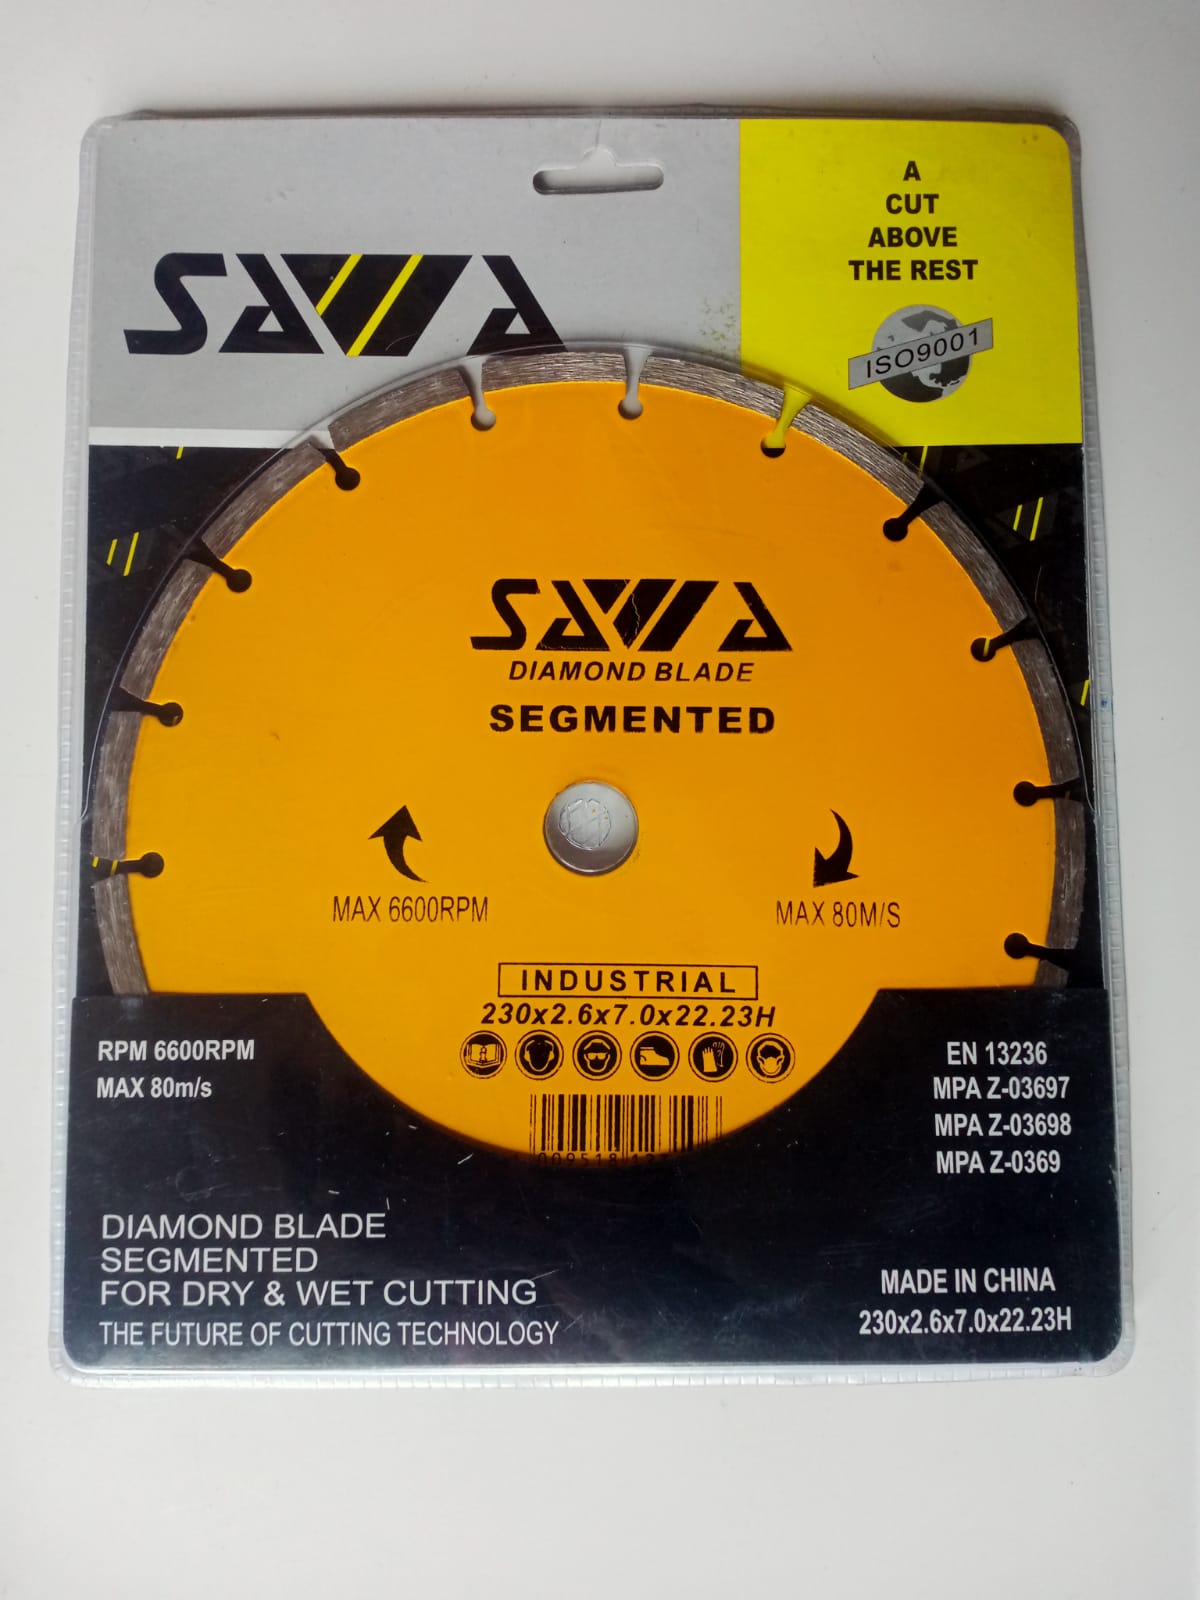 A
CUT
ABOVE
THE REST
ISO9001
SAWA
SAWA
DIAMOND BLADE
SEGMENTED
MAX 6600RPM
MAX 80M/S
INDUSTRIAL
230x2.6x7.0x22.23H
RPM 6600RPM
MAX 80m/s
EN 13236
MPA Z-03697
MPA Z-03698
MPA Z-0369
DIAMOND BLADE
SEGMENTED
FOR DRY & WET CUTTING
THE FUTURE OF CUTTING TECHNOLOGY
MADE IN CHINA
230x2.6x7.0x22.23H